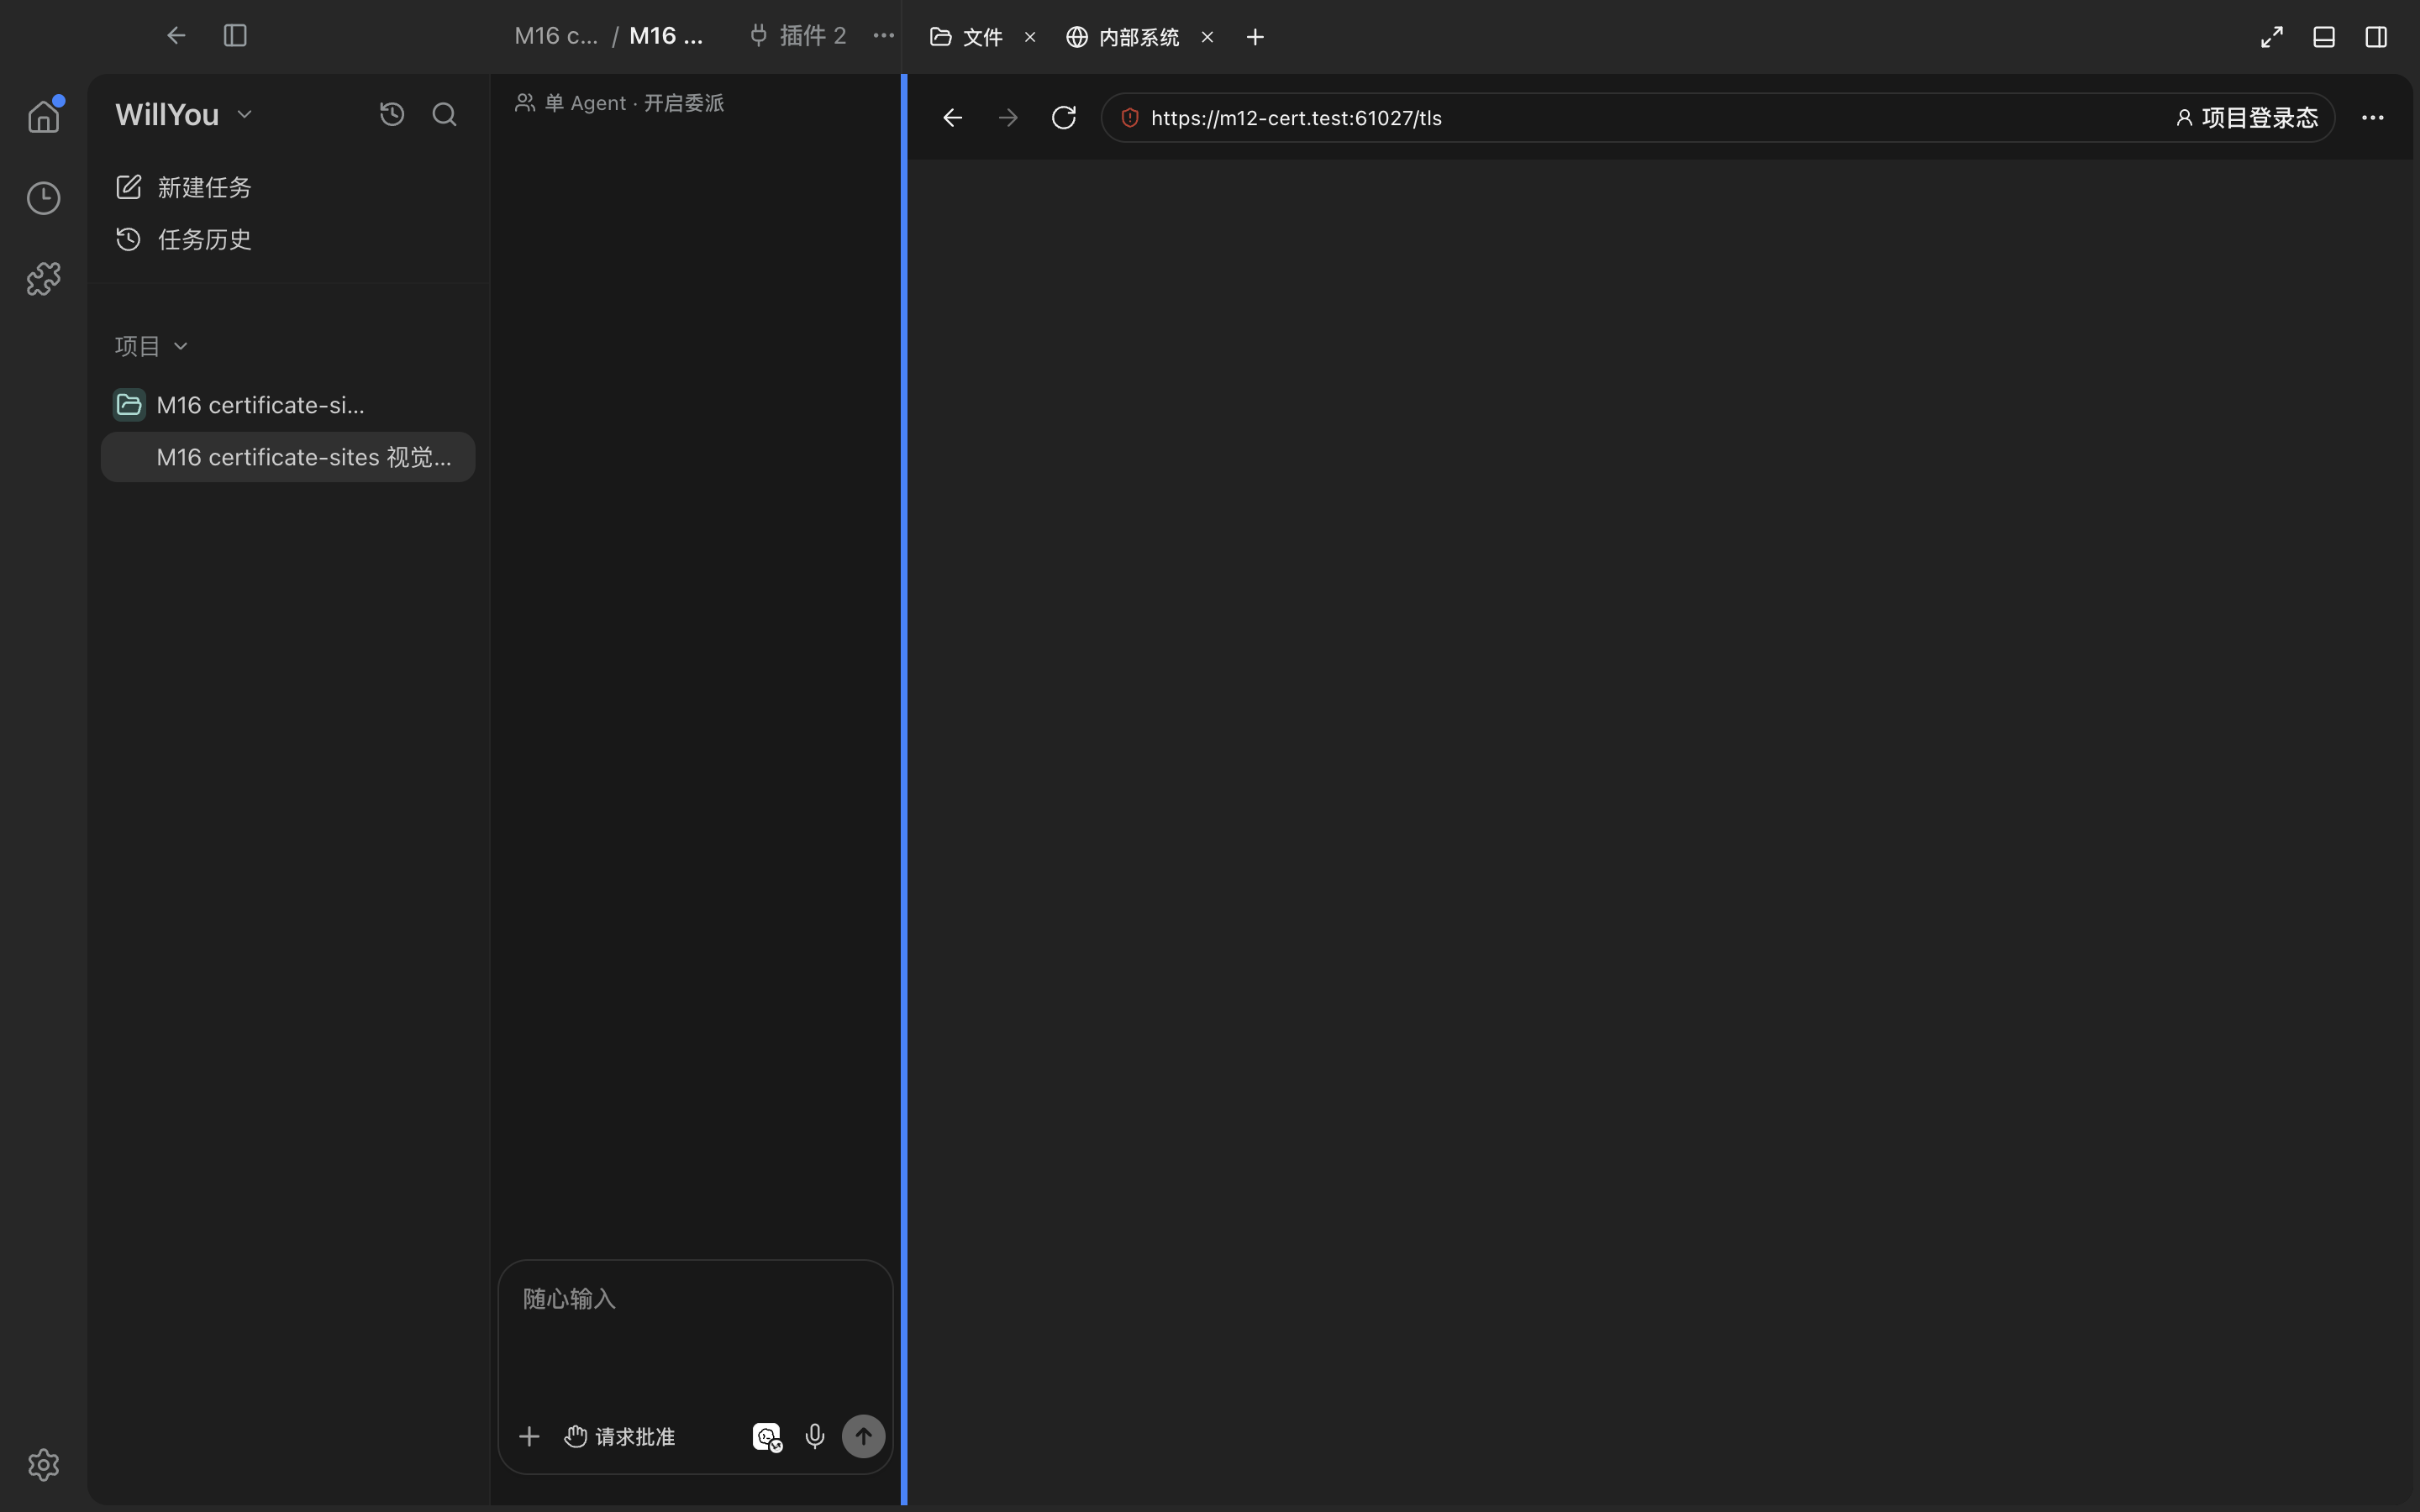 M16 c... / M16 ...
插件 2
文件
内部系统
WillYou
单 Agent · 开启委派
https://m12-cert.test:61027/tls
项目登录态
新建任务
任务历史
项目
M16 certificate-si...
M16 certificate-sites 视觉...
随心输入
请求批准